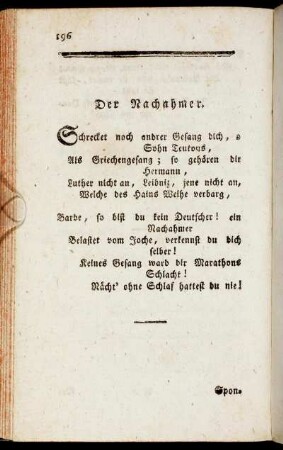 196
Der Nachahmer.
Schrecket noch andrer Gesang dich, o
Sohn Teutons,
Als Griechengesang; so gehören dir
Hermann,
Luther nicht an, Leibniz, jene nicht an,
Welche des Hains Weihe verbarg,
Barde, so bist du kein Deutscher! ein
Nachahmer
Belastet vom Joche, verkennst du dich
selber!
Keines Gesang ward dir Marathons
Schlacht!
Nächt' ohne Schlaf hattest du nie!
Spon-